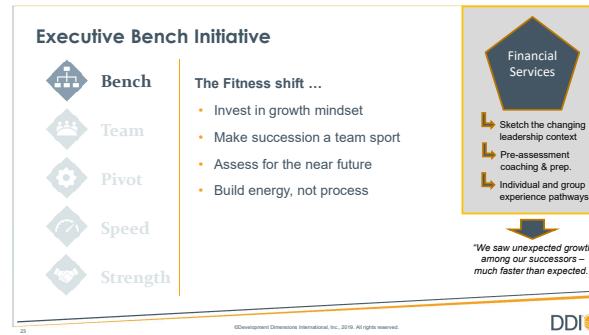 Executive Bench Initiative
Bench
Team
Pivot
Speed
Strength
The Fitness shift …
• Invest in growth mindset
• Make succession a team sport
• Assess for the near future
• Build energy, not process
Financial
Services
Sketch the changing
leadership context
Pre-assessment
coaching & prep.
Individual and group
experience pathways
"We saw unexpected growth
among our successors –
much faster than expected.
23
©Development Dimensions International, Inc., 2019. All rights reserved.
DDI